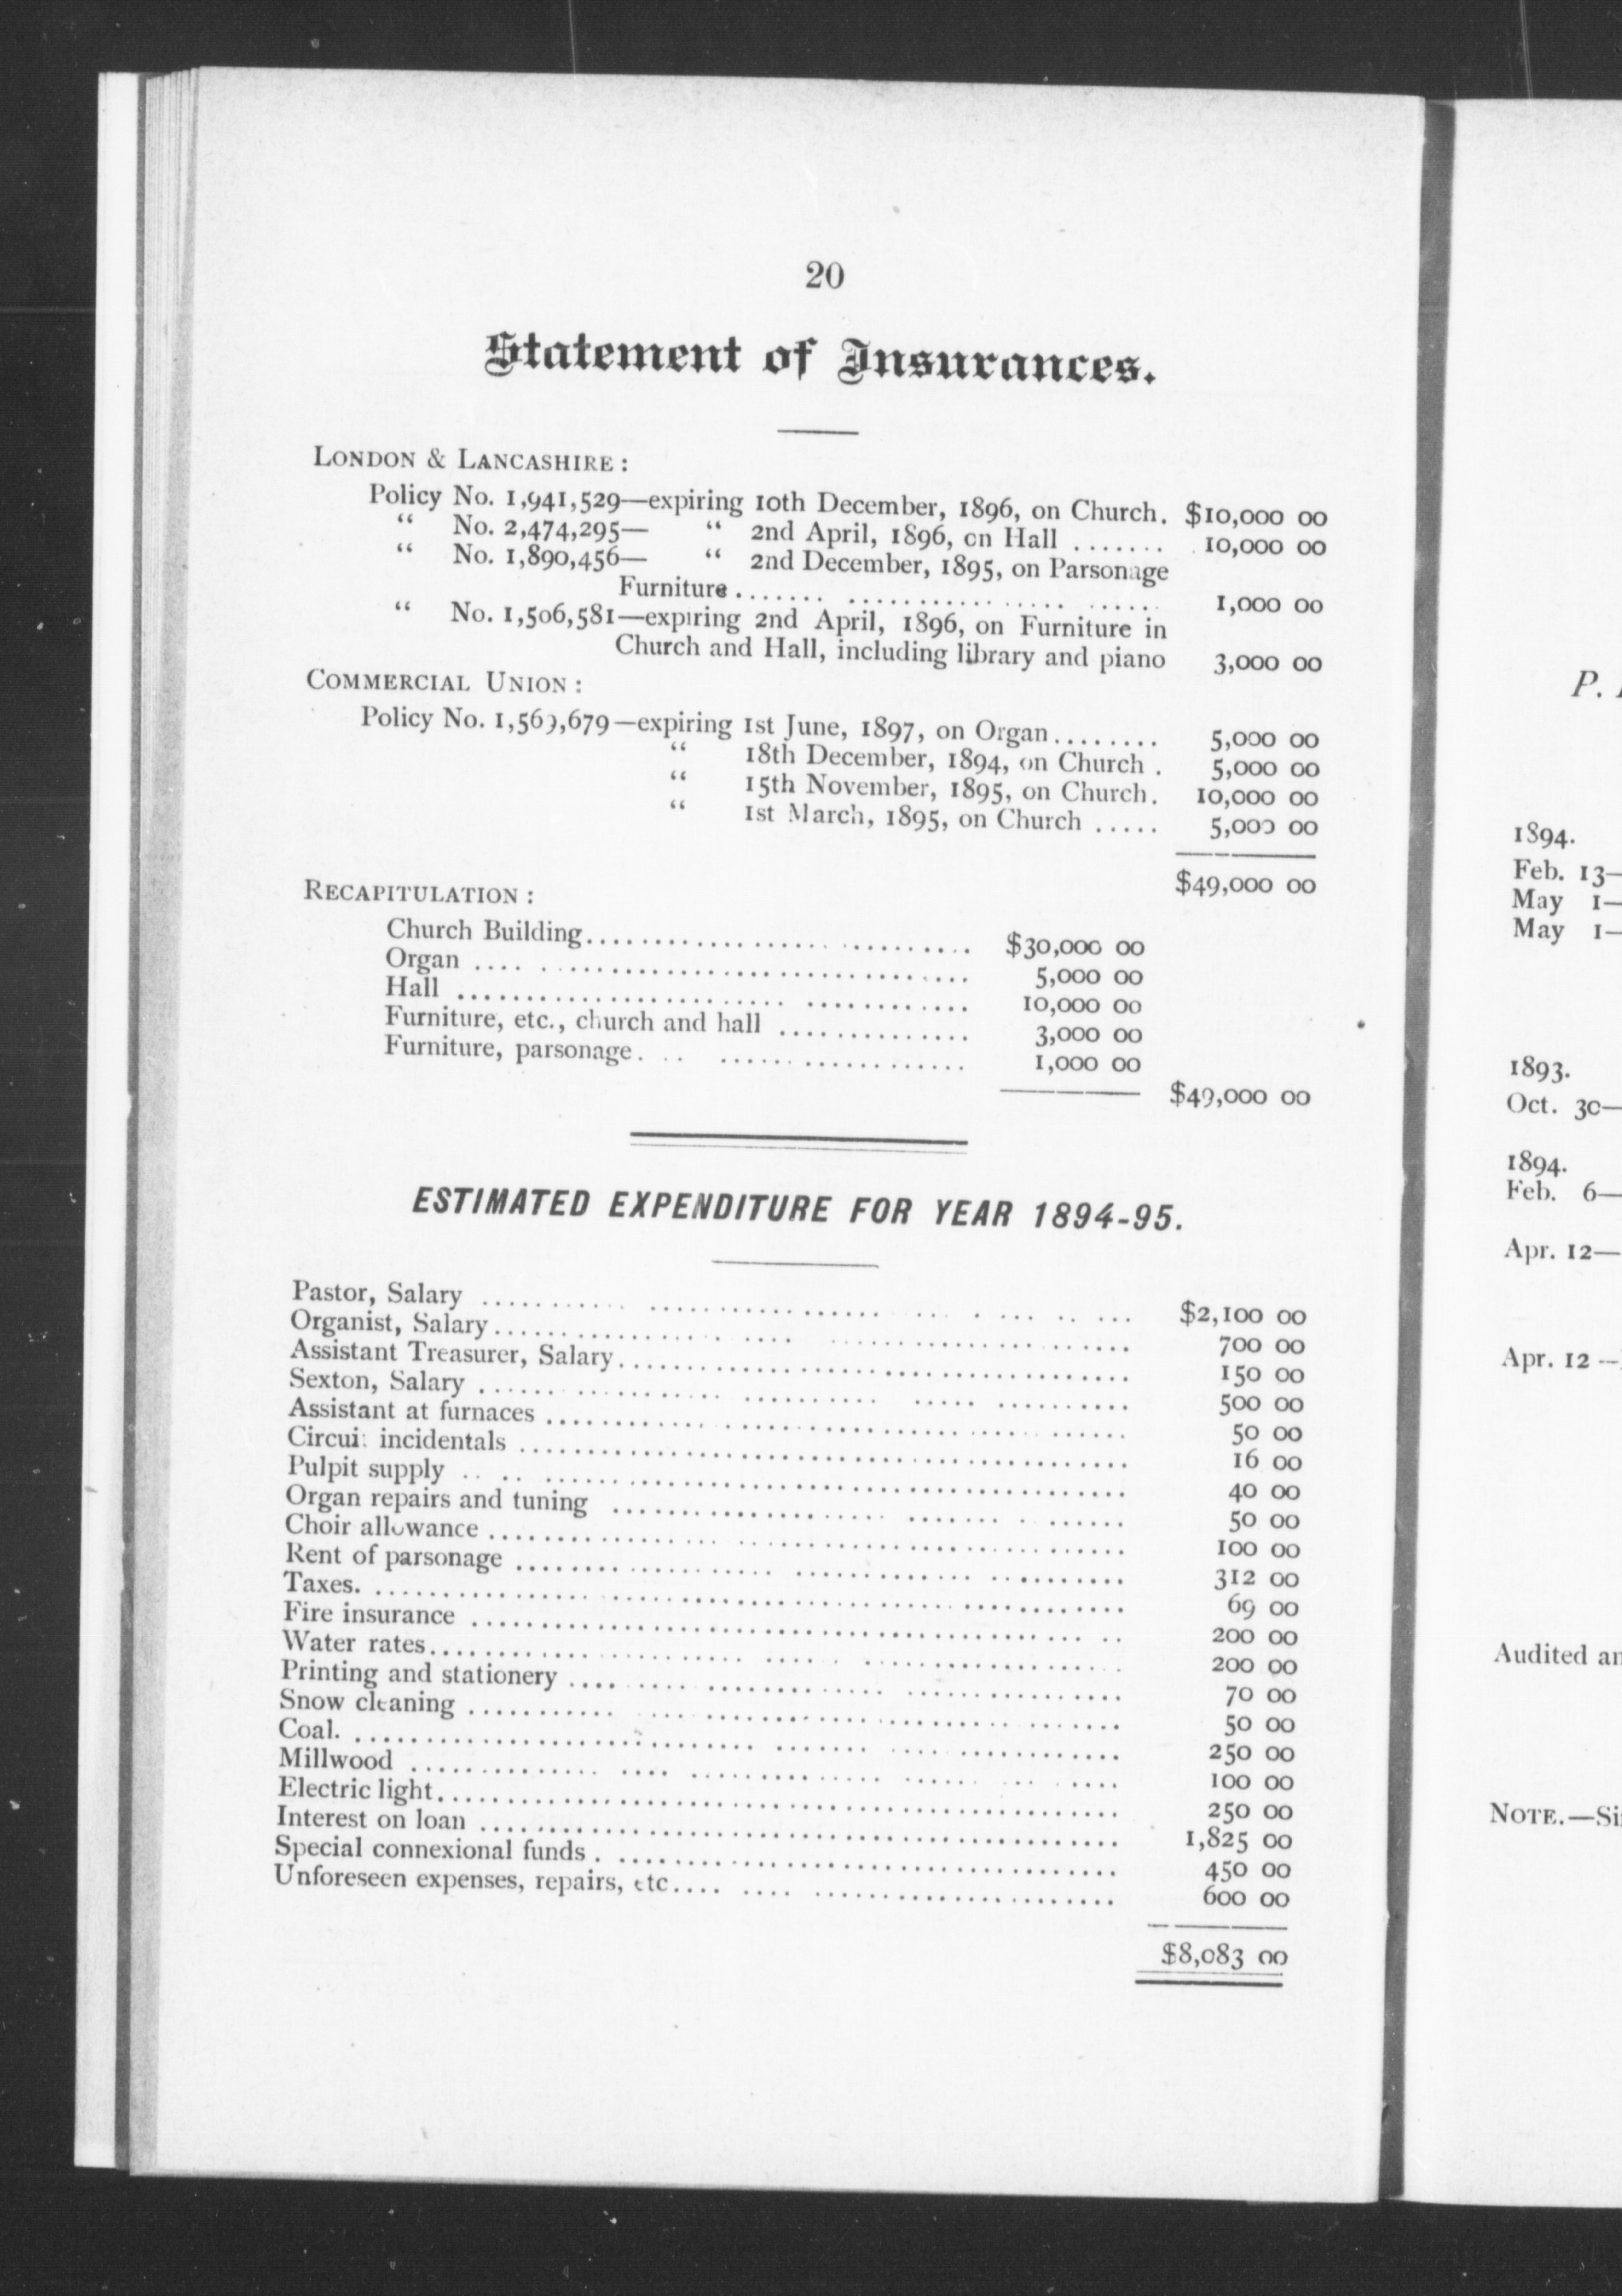 20
Statement of Insurances.
LONDON & LANCASHIRE :
Policy No. 1,941,529—expiring 10th December, 1896, on Church. $10,000 00
“ No. 2,474,295— “ 2nd April, 1896, on Hall ....... 10,000 00
“ No. 1,890,456— “ 2nd December, 1895, on Parsonage
Furniture ....... 1,000 00
“ No. 1,506,581—expiring 2nd April, 1896, on Furniture in
Church and Hall, including library and piano 3,000 00
COMMERCIAL UNION :
Policy No. 1,569,679—expiring 1st June, 1897, on Organ........ 5,000 00
“ 18th December, 1894, on Church . 5,000 00
“ 15th November, 1895, on Church. 10,000 00
“ 1st March, 1895, on Church ..... 5,000 00
$49,000 00
RECAPITULATION :
Church Building....... $30,000 00
Organ ....... 5,000 00
Hall ....... 10,000 00
Furniture, etc., church and hall ....... 3,000 00
Furniture, parsonage....... 1,000 00
$49,000 00
ESTIMATED EXPENDITURE FOR YEAR 1894-95.
Pastor, Salary ....... $2,100 00
Organist, Salary....... 700 00
Assistant Treasurer, Salary....... 150 00
Sexton, Salary ....... 500 00
Assistant at furnaces ....... 50 00
Circuit incidentals ....... 16 00
Pulpit supply ....... 40 00
Organ repairs and tuning ....... 50 00
Choir allowance ....... 100 00
Rent of parsonage ....... 312 00
Taxes. ....... 69 00
Fire insurance ....... 200 00
Water rates....... 200 00
Printing and stationery ....... 70 00
Snow cleaning ....... 50 00
Coal. ....... 250 00
Millwood ....... 100 00
Electric light....... 250 00
Interest on loan ....... 1,825 00
Special connexional funds ....... 450 00
Unforeseen expenses, repairs, etc....... 600 00
$8,083 00
P.
1894.
Feb. 13—
May 1—
May 1—
1893.
Oct. 30—
1894.
Feb. 6—
Apr. 12—
Apr. 12—
Audited
NOTE.—